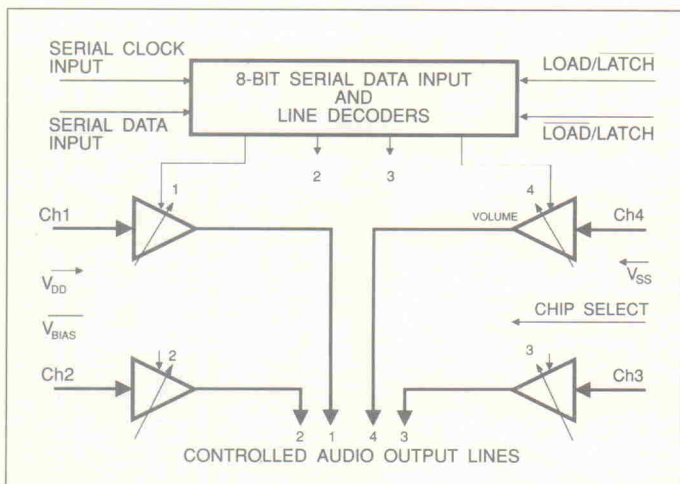 SERIAL CLOCK
INPUT
8-BIT SERIAL DATA INPUT
AND
LINE DECODERS
LOAD/LATCH
SERIAL DATA
INPUT
LOAD/LATCH
2
3
1
4
Ch1
VOLUME
Ch4
VDD
VSS
VBIAS
CHIP SELECT
2
3
Ch2
Ch3
2
1
4
3
CONTROLLED AUDIO OUTPUT LINES